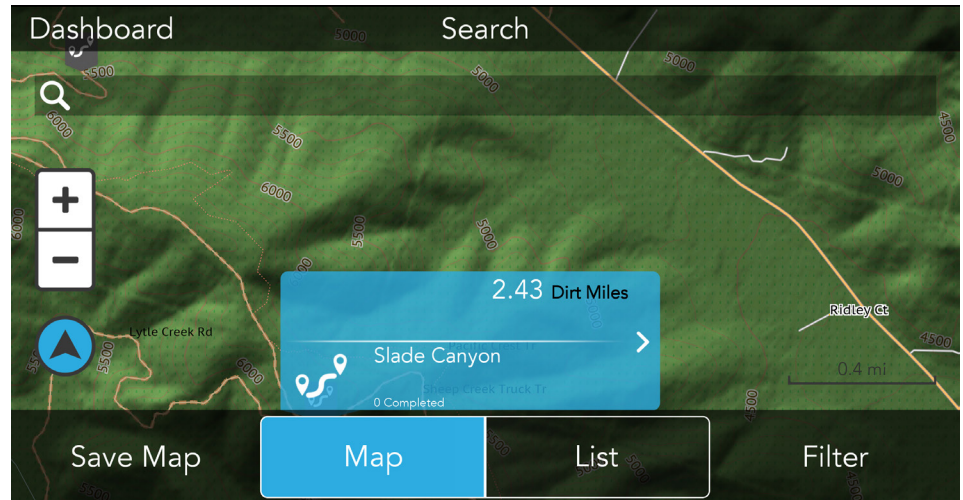 Dashboard
Search
5000
5500
5000
5000
6000
5500
4500
6000
5000
6000
5500
5000
2.43 Dirt Miles
Ridley Ct
Lytle Creek Rd
5500
Slade Canyon
4500
6000
0.4 mi
Sheep Creek Truck Tr
0 Completed
Save Map
Map
List
Filter